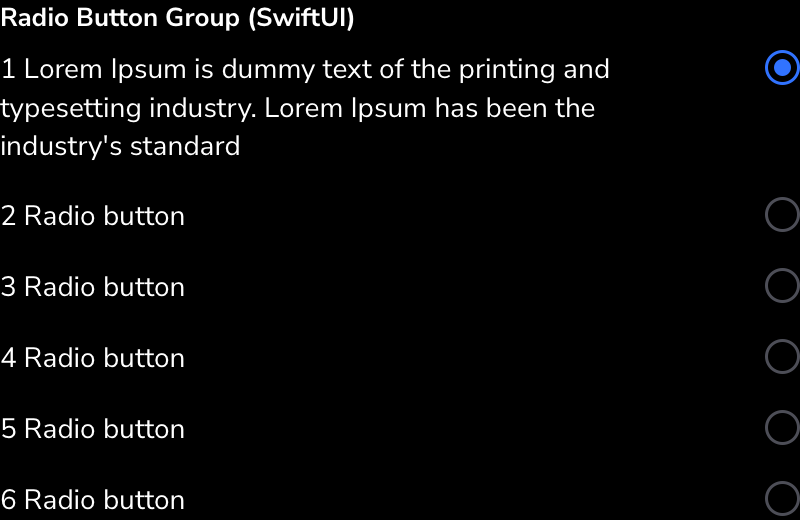 Radio Button Group (SwiftUI)
1 Lorem Ipsum is dummy text of the printing and
typesetting industry. Lorem Ipsum has been the
industry's standard
2 Radio button
3 Radio button
4 Radio button
5 Radio button
6 Radio button